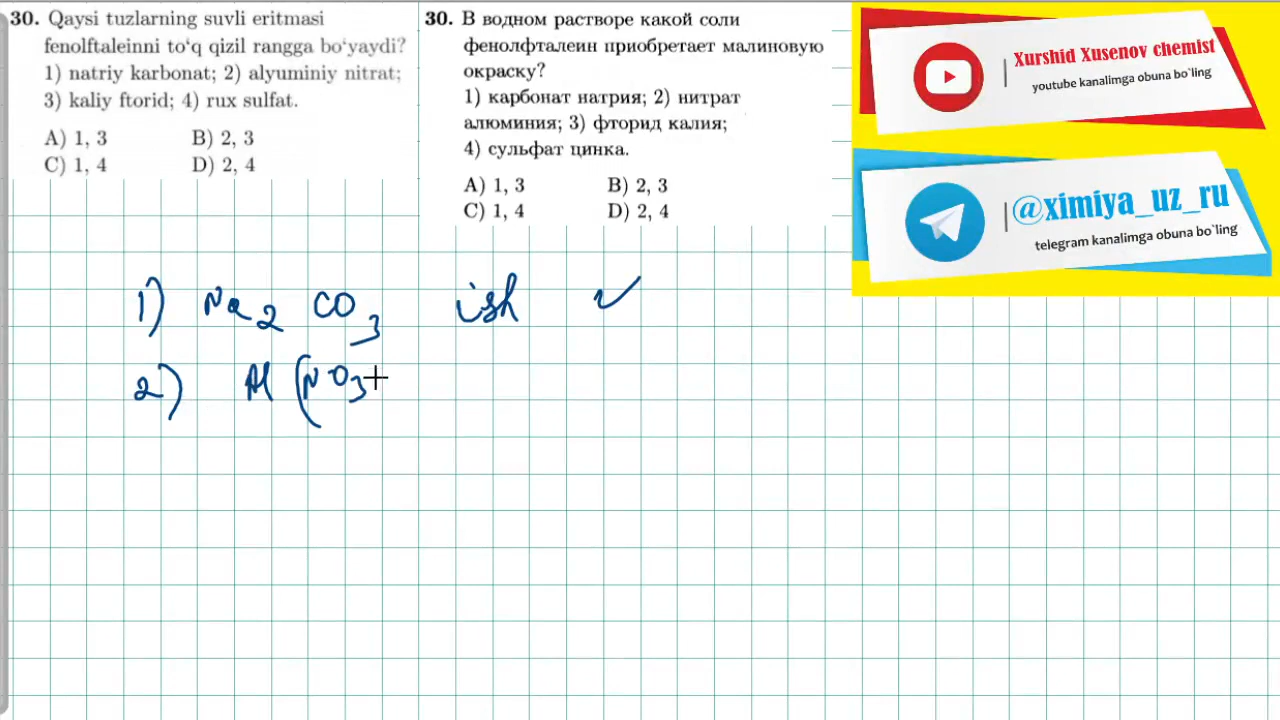 30. Qaysi tuzlarning suvli eritmasi
fenolftaleinni to‘q qizil rangga bo‘yaydi?
1) natriy karbonat; 2) alyuminiy nitrat;
3) kaliy ftorid; 4) rux sulfat.
A) 1, 3 B) 2, 3
C) 1, 4 D) 2, 4
30. В водном растворе какой соли
фенолфталеин приобретает малиновую
окраску?
1) карбонат натрия; 2) нитрат
алюминия; 3) фторид калия;
4) сульфат цинка.
A) 1, 3 B) 2, 3
C) 1, 4 D) 2, 4
Xurshid Xusenov chemist
youtube kanalimga obuna bo`ling
@ximiya_uz_ru
telegram kanalimga obuna bo`ling
1) Na2 CO3 ish ✓
2) Al (NO3